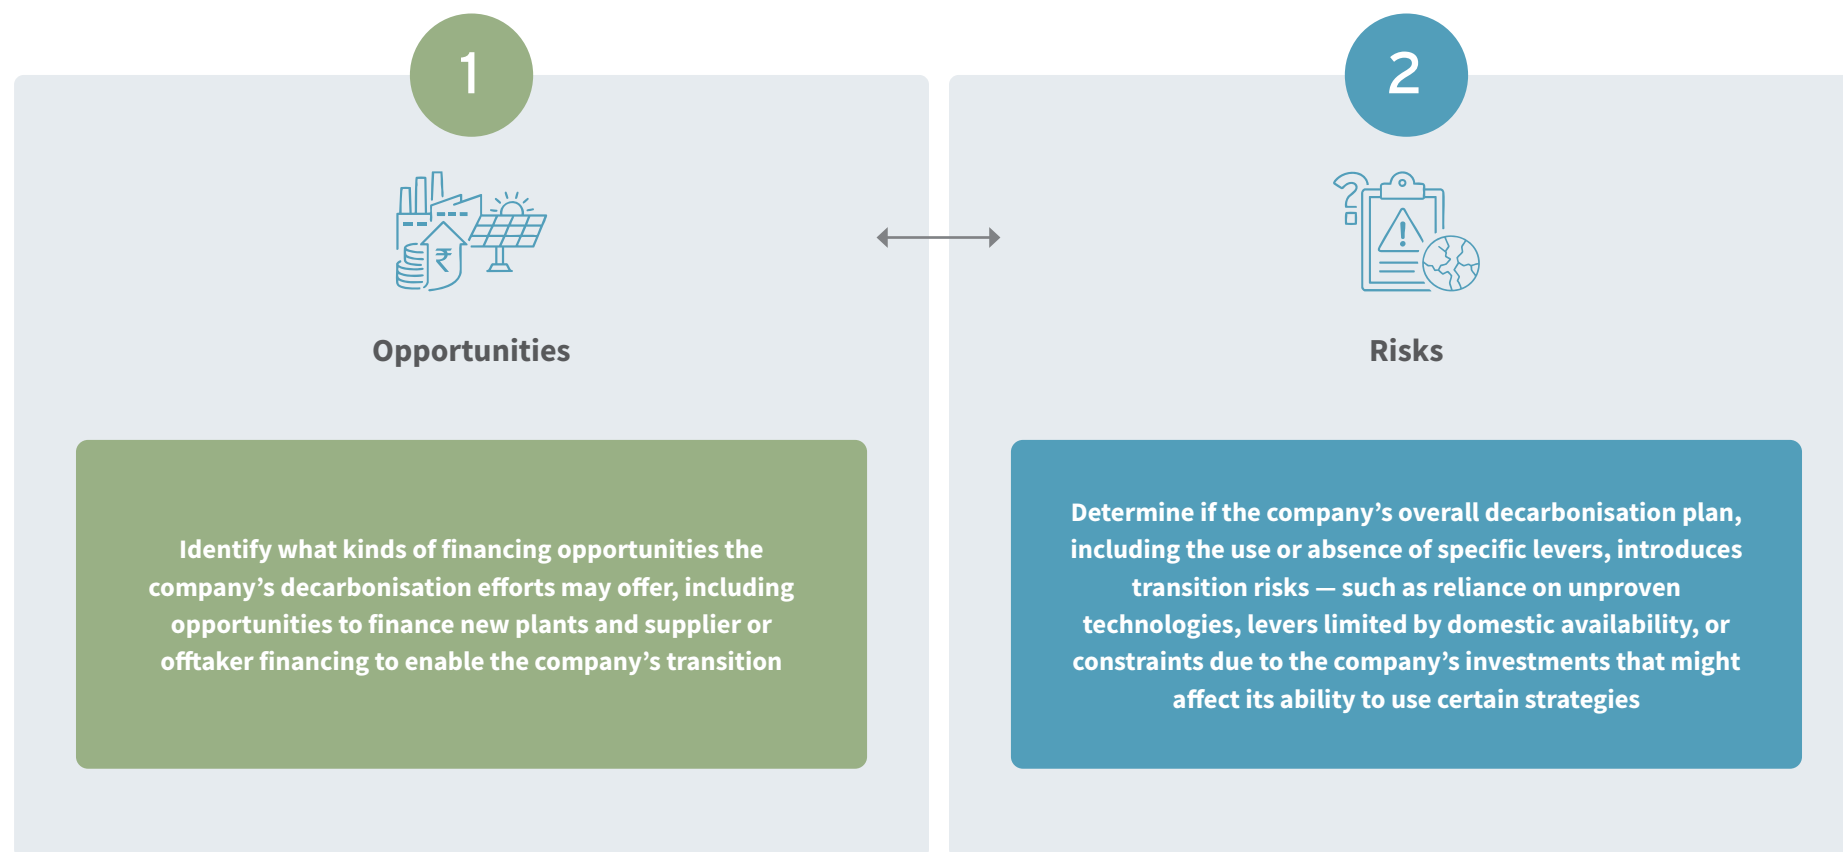 1
Opportunities
₹
Identify what kinds of financing opportunities the
company’s decarbonisation efforts may offer, including
opportunities to finance new plants and supplier or
offtaker financing to enable the company’s transition
2
?
!
Risks
Determine if the company’s overall decarbonisation plan,
including the use or absence of specific levers, introduces
transition risks — such as reliance on unproven
technologies, levers limited by domestic availability, or
constraints due to the company’s investments that might
affect its ability to use certain strategies